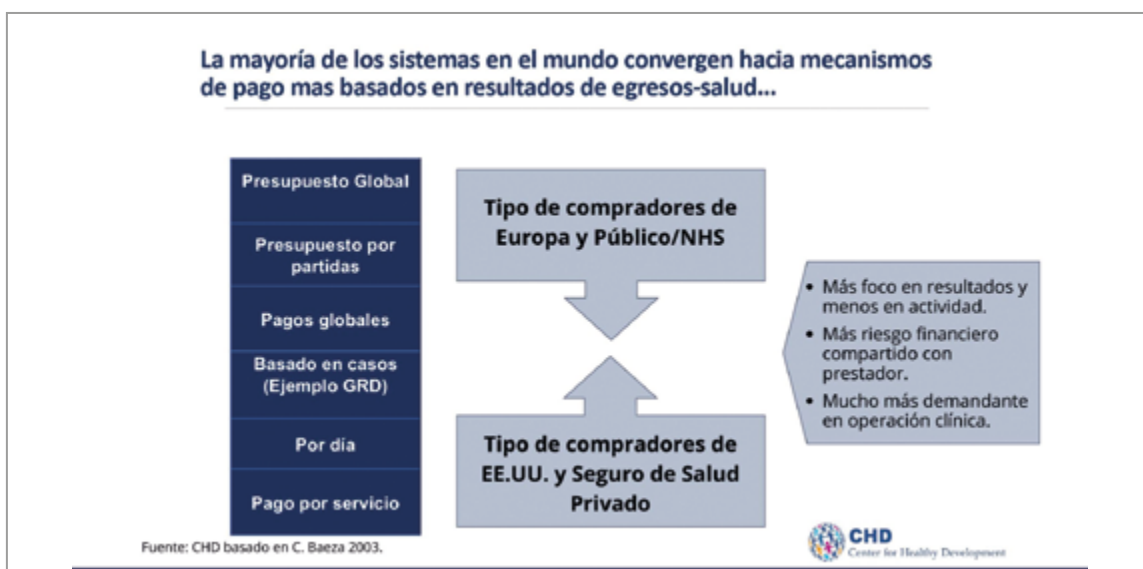 La mayoría de los sistemas en el mundo convergen hacia mecanismos
de pago mas basados en resultados de egresos-salud...
Presupuesto Global
Presupuesto por
partidas
Pagos globales
Basado en casos
(Ejemplo GRD)
Por día
Pago por servicio
Tipo de compradores de
Europa y Público/NHS
Tipo de compradores de
EE.UU. y Seguro de Salud
Privado
• Más foco en resultados y
menos en actividad.
• Más riesgo financiero
compartido con
prestador.
• Mucho más demandante
en operación clínica.
Fuente: CHD basado en C. Baeza 2003.
CHD
Center for Healthy Development